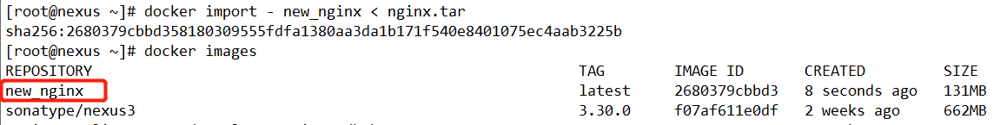 [root@nexus ~]# docker import - new_nginx < nginx.tar
sha256:2680379cbbd358180309555fdfa1380aa3da1b171f540e8401075ec4aab3225b
[root@nexus ~]# docker images
REPOSITORY TAG IMAGE ID CREATED SIZE
new_nginx latest 2680379cbbd3 8 seconds ago 131MB
sonatype/nexus3 3.30.0 f07af611e0df 2 weeks ago 662MB